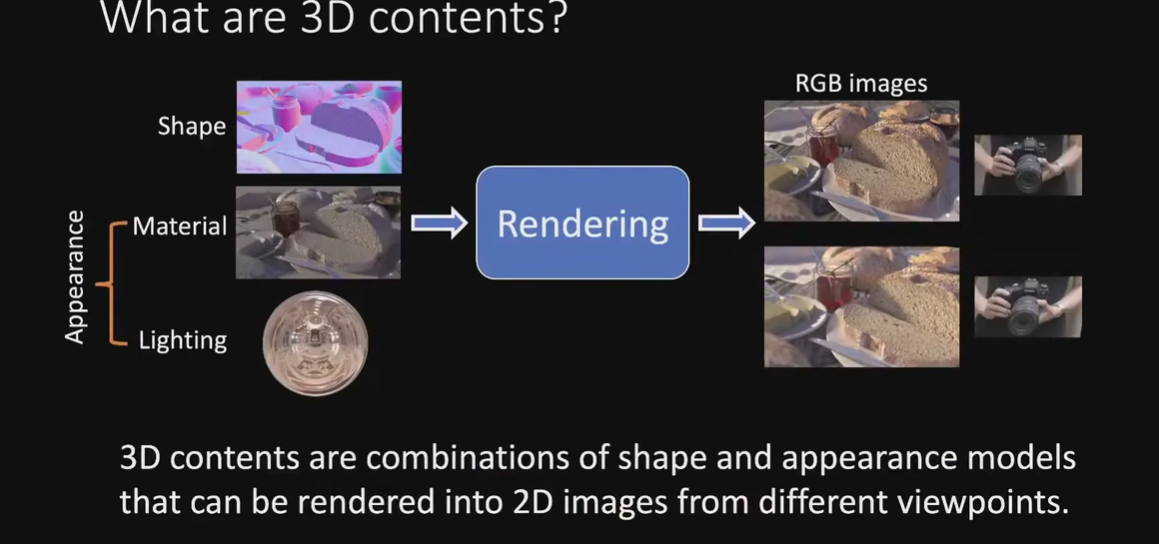 What are 3D contents?
Shape
Appearance
Material
Lighting
Rendering
RGB images
3D contents are combinations of shape and appearance models
that can be rendered into 2D images from different viewpoints.